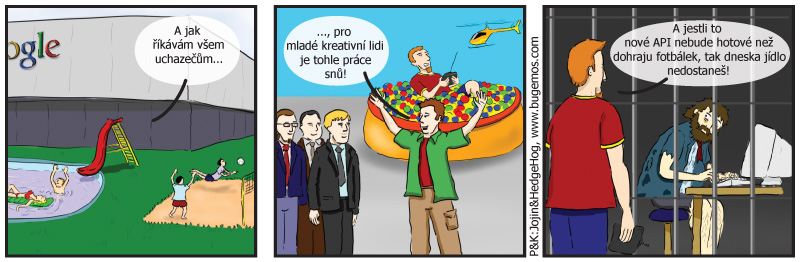 oogle
A jak
říkávám všem
uchazečům...
..., pro
mladé kreativní lidi
je tohle práce
snů!
A jestli to
nové API nebude hotové než
dohraju fotbálek, tak dneska jídlo
nedostaneš!
P&K:Jojin&HedgeHog, www.bugemos.com